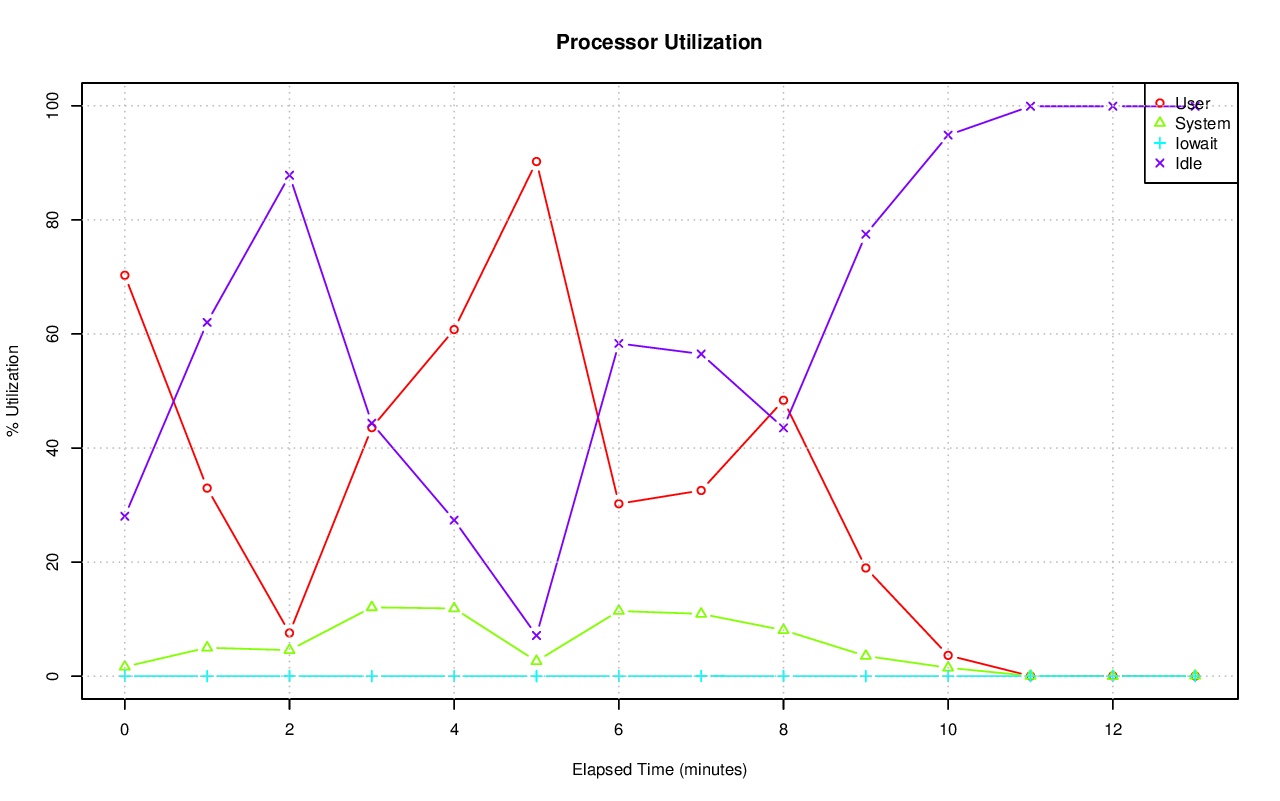 Processor Utilization
100
80
60
40
20
0
% Utilization
User
System
Iowait
Idle
0 2 4 6 8 10 12
Elapsed Time (minutes)